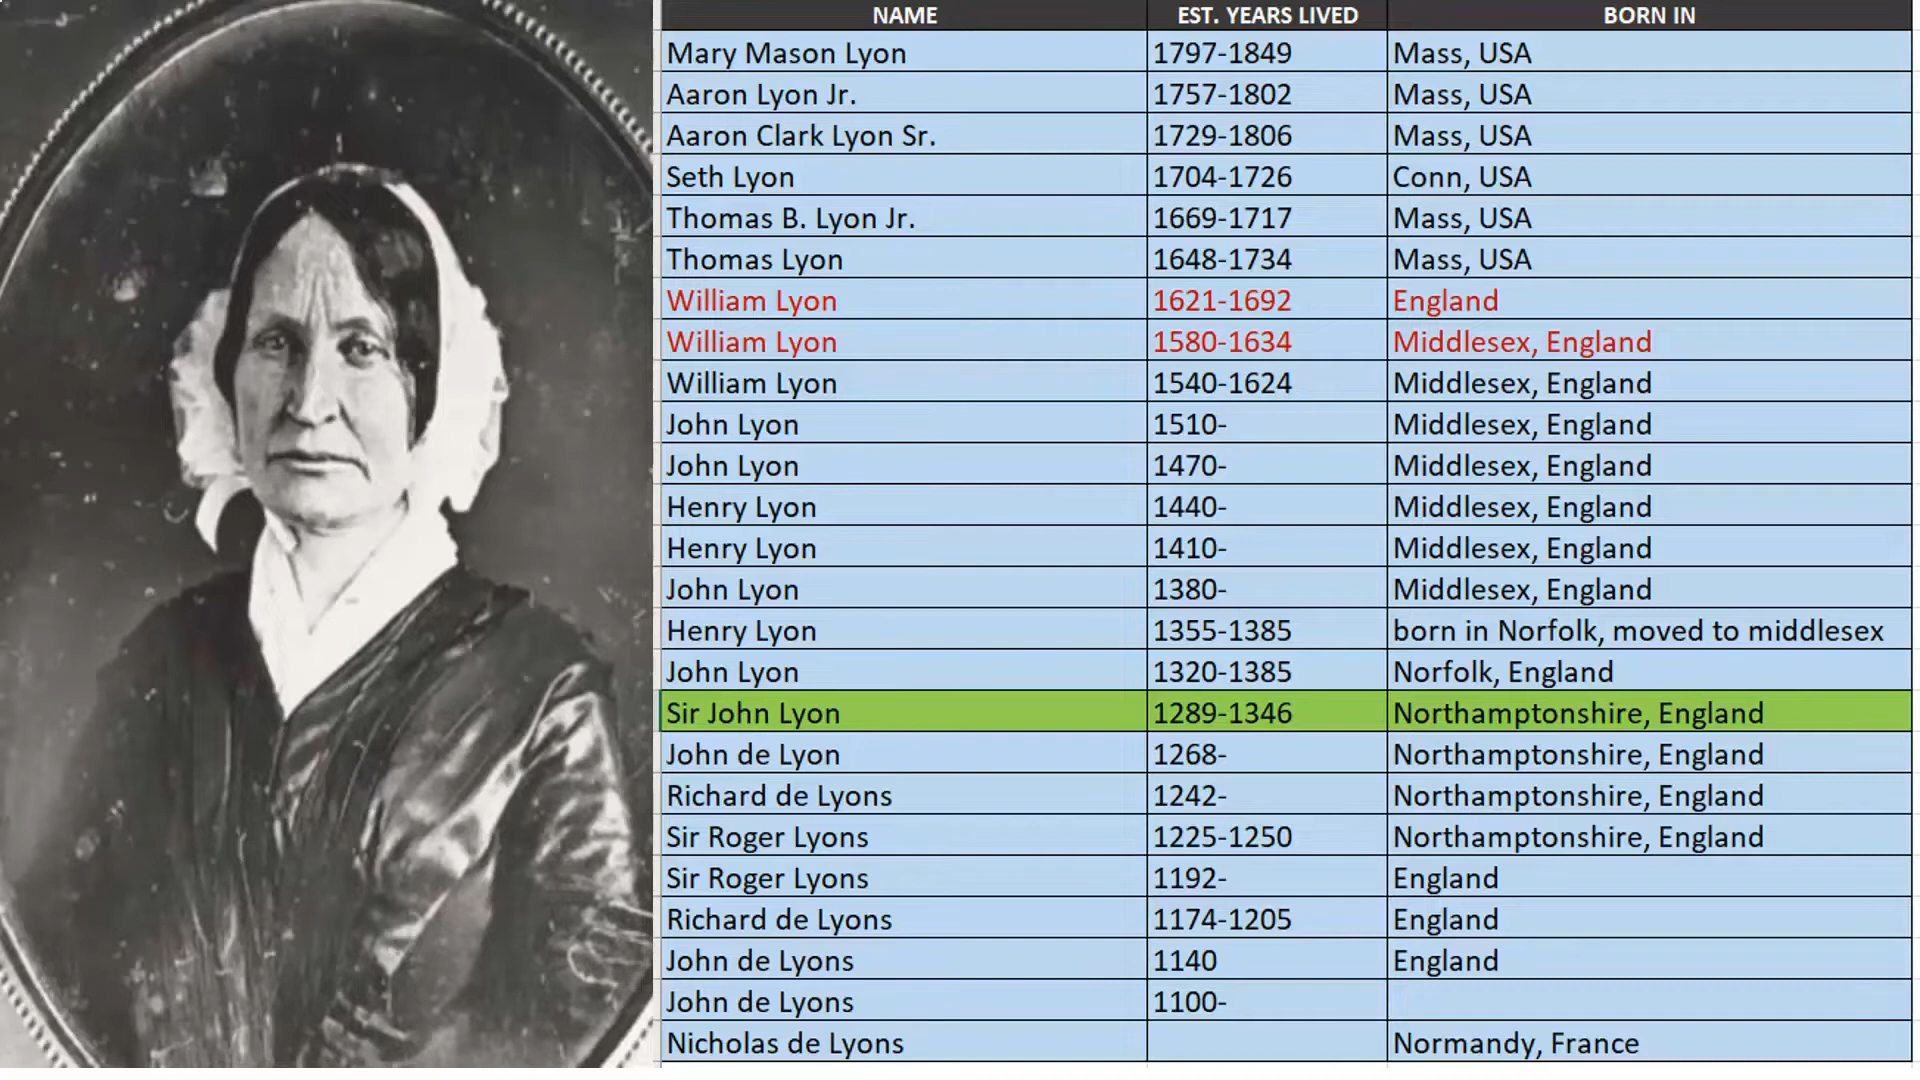 NAME EST. YEARS LIVED BORN IN
Mary Mason Lyon 1797-1849 Mass, USA
Aaron Lyon Jr. 1757-1802 Mass, USA
Aaron Clark Lyon Sr. 1729-1806 Mass, USA
Seth Lyon 1704-1726 Conn, USA
Thomas B. Lyon Jr. 1669-1717 Mass, USA
Thomas Lyon 1648-1734 Mass, USA
William Lyon 1621-1692 England
William Lyon 1580-1634 Middlesex, England
William Lyon 1540-1624 Middlesex, England
John Lyon 1510- Middlesex, England
John Lyon 1470- Middlesex, England
Henry Lyon 1440- Middlesex, England
Henry Lyon 1410- Middlesex, England
John Lyon 1380- Middlesex, England
Henry Lyon 1355-1385 born in Norfolk, moved to middlesex
John Lyon 1320-1385 Norfolk, England
Sir John Lyon 1289-1346 Northamptonshire, England
John de Lyon 1268- Northamptonshire, England
Richard de Lyons 1242- Northamptonshire, England
Sir Roger Lyons 1225-1250 Northamptonshire, England
Sir Roger Lyons 1192- England
Richard de Lyons 1174-1205 England
John de Lyons 1140 England
John de Lyons 1100-
Nicholas de Lyons Normandy, France